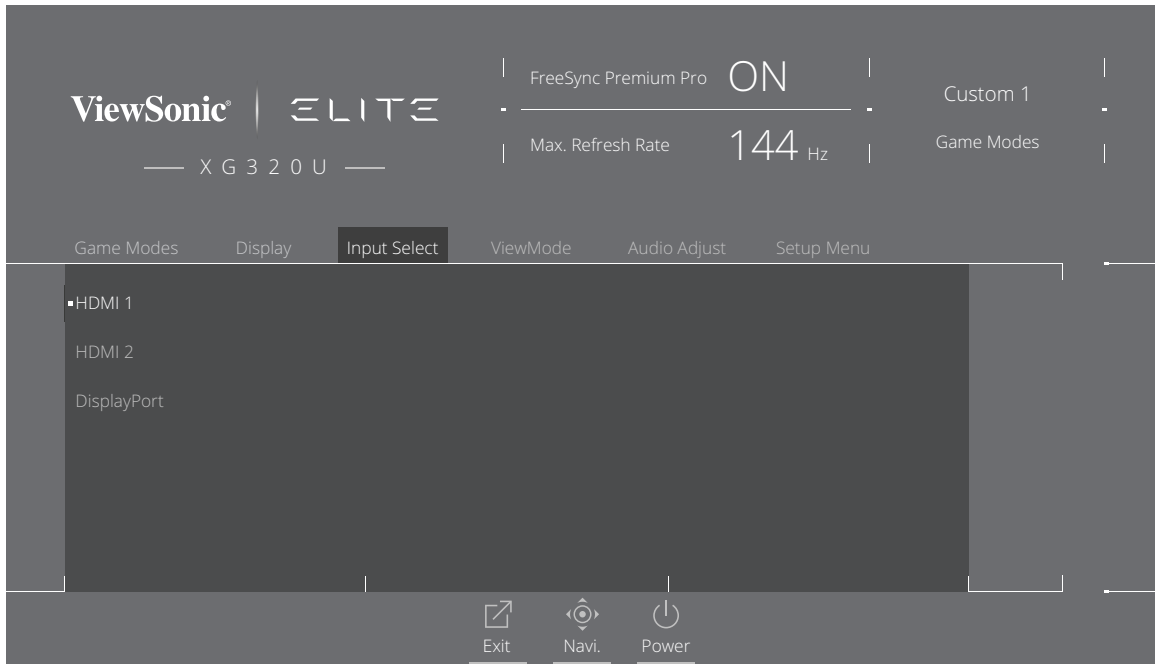 ViewSonic® ELITE
XG320U
FreeSync Premium Pro ON
Max. Refresh Rate 144 Hz
Custom 1
Game Modes
Game Modes Display Input Select ViewMode Audio Adjust Setup Menu
HDMI 1
HDMI 2
DisplayPort
Exit Navi. Power